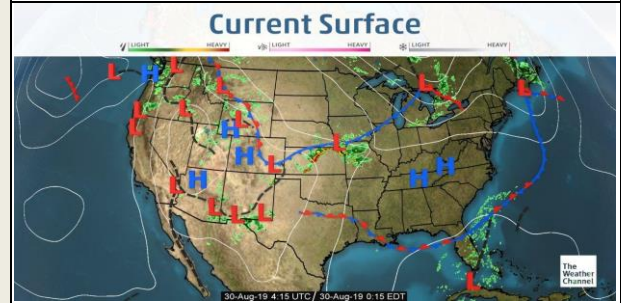 Current Surface
LIGHT HEAVY LIGHT HEAVY LIGHT HEAVY
L H L L L
L L L
L L H L
H L
L H H H
L L L L
L
30-Aug-19 4:15 UTC / 30-Aug-19 0:15 EDT
The
Weather
Channel